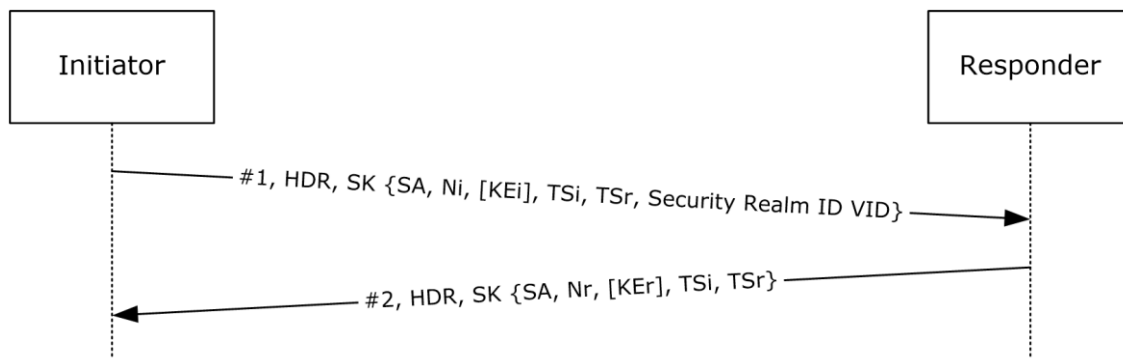 Initiator
Responder
#1, HDR, SK {SA, Ni, [KEi], TSi, TSr, Security Realm ID VID}
#2, HDR, SK {SA, Nr, [KEr], TSi, TSr}